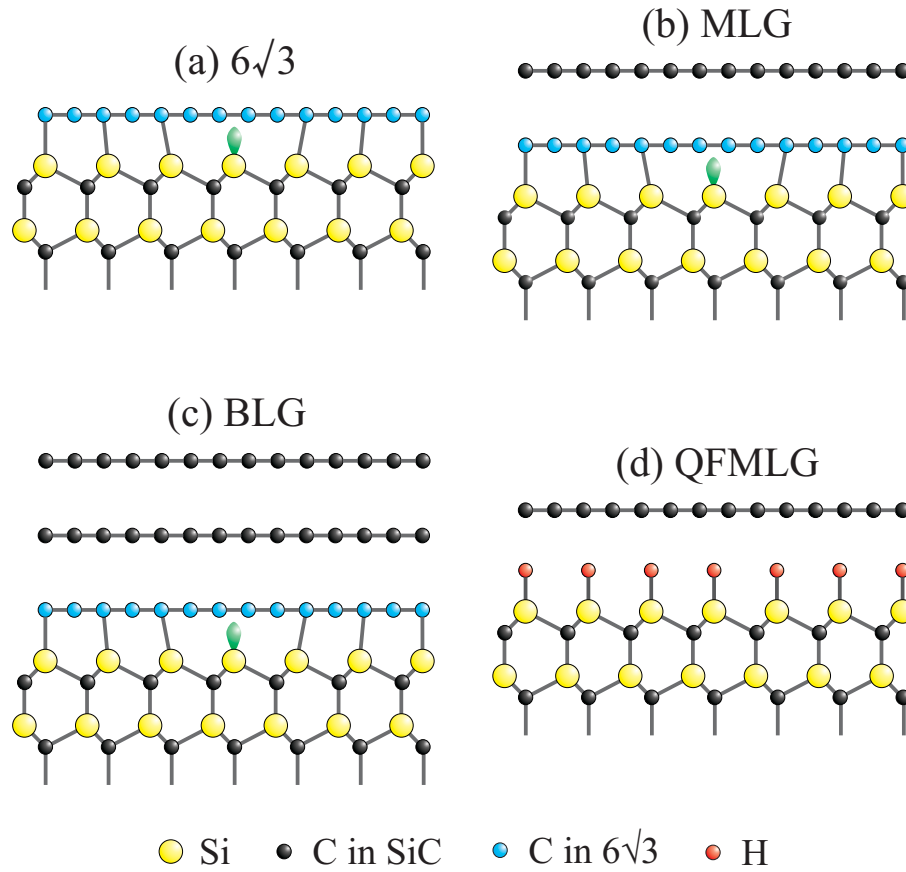 (a) 6√3
(b) MLG
(c) BLG
(d) QFMLG
Si
C in SiC
C in 6√3
H